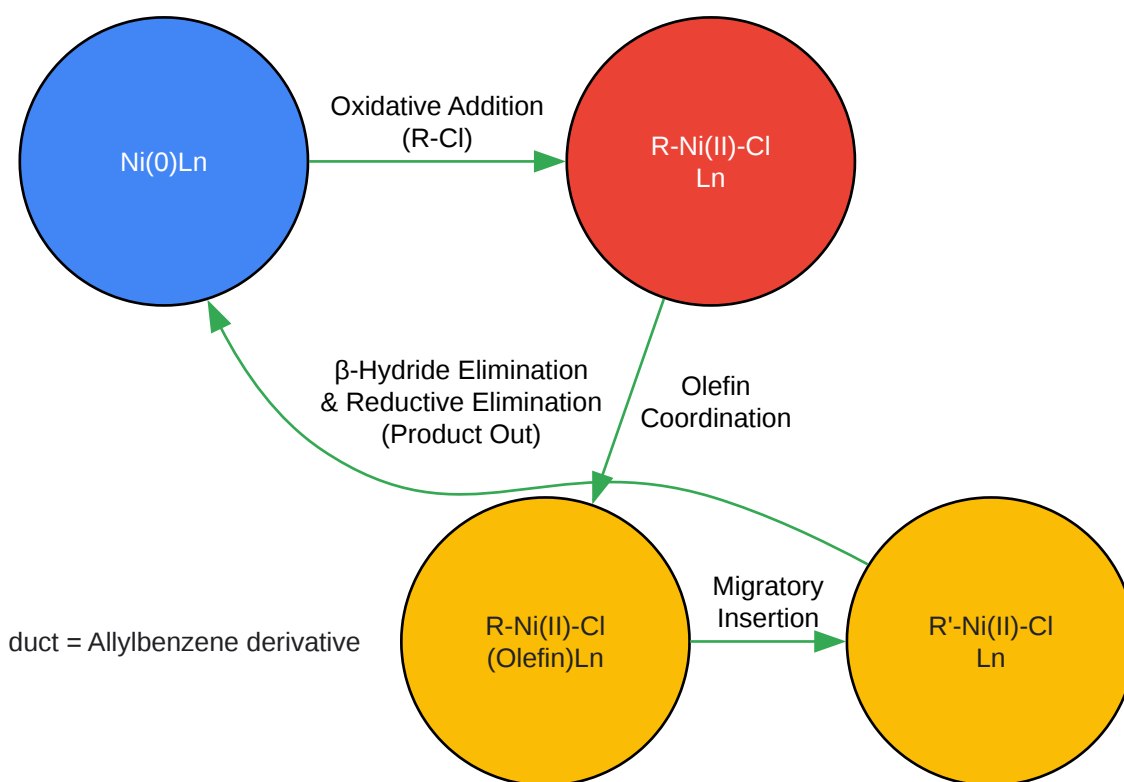 Ni(0)Ln
Oxidative Addition
(R-Cl)
R-Ni(II)-Cl
Ln
β-Hydride Elimination
& Reductive Elimination
(Product Out)
Olefin
Coordination
duct = Allylbenzene derivative
R-Ni(II)-Cl
(Olefin)Ln
Migratory
Insertion
R'-Ni(II)-Cl
Ln